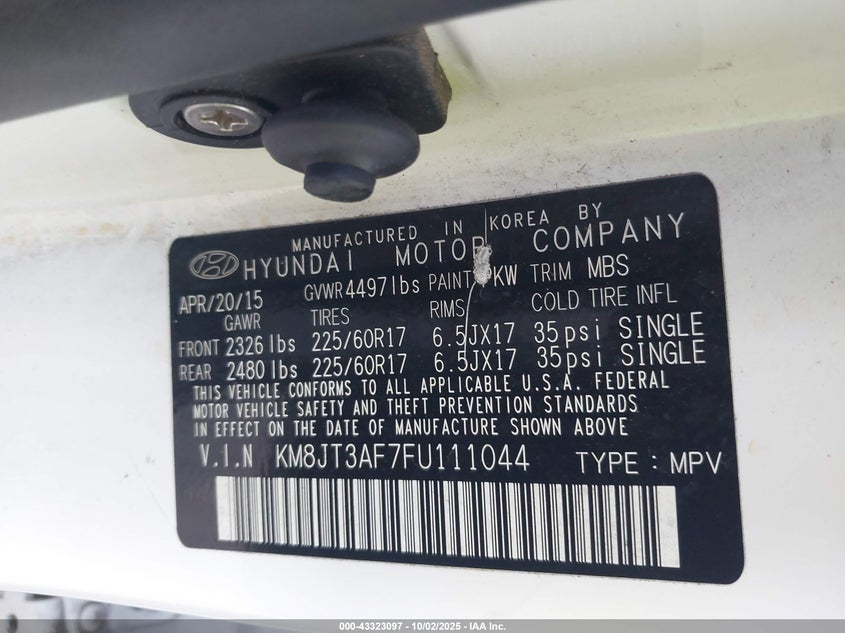 MANUFACTURED IN KOREA BY
HYUNDAI MOTOR COMPANY
APR/20/15 GVWR 4497lbs PAINT PKW TRIM MBS
GAWR TIRES RIMS COLD TIRE INFL
FRONT 2326 lbs 225/60R17 6.5JX17 35psi SINGLE
REAR 2480 lbs 225/60R17 6.5JX17 35psi SINGLE
THIS VEHICLE CONFORMS TO ALL APPLICABLE U.S.A. FEDERAL
MOTOR VEHICLE SAFETY AND THEFT PREVENTION STANDARDS
IN EFFECT ON THE DATE OF MANUFACTURE SHOWN ABOVE
V.I.N KM8JT3AF7FU111044 TYPE : MPV
000-43323097 - 10/02/2025 - IAA Inc.